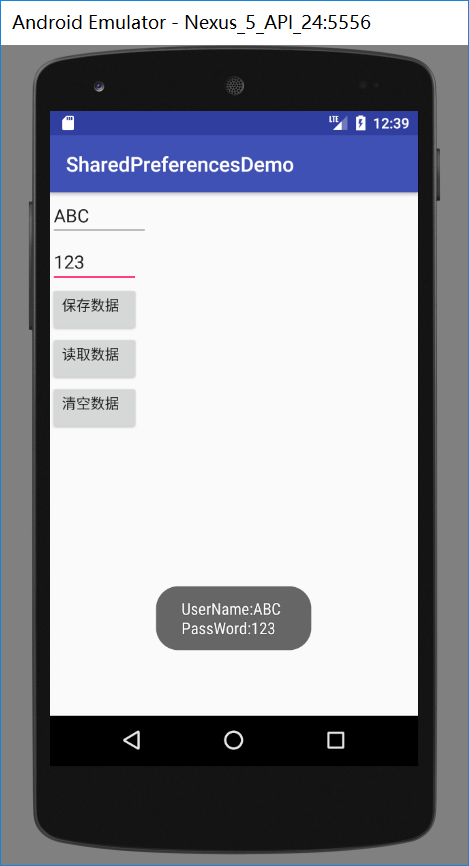 Android Emulator - Nexus_5_API_24:5556
LTE 12:39
SharedPreferencesDemo
ABC
123
保存数据
读取数据
清空数据
UserName:ABC
PassWord:123